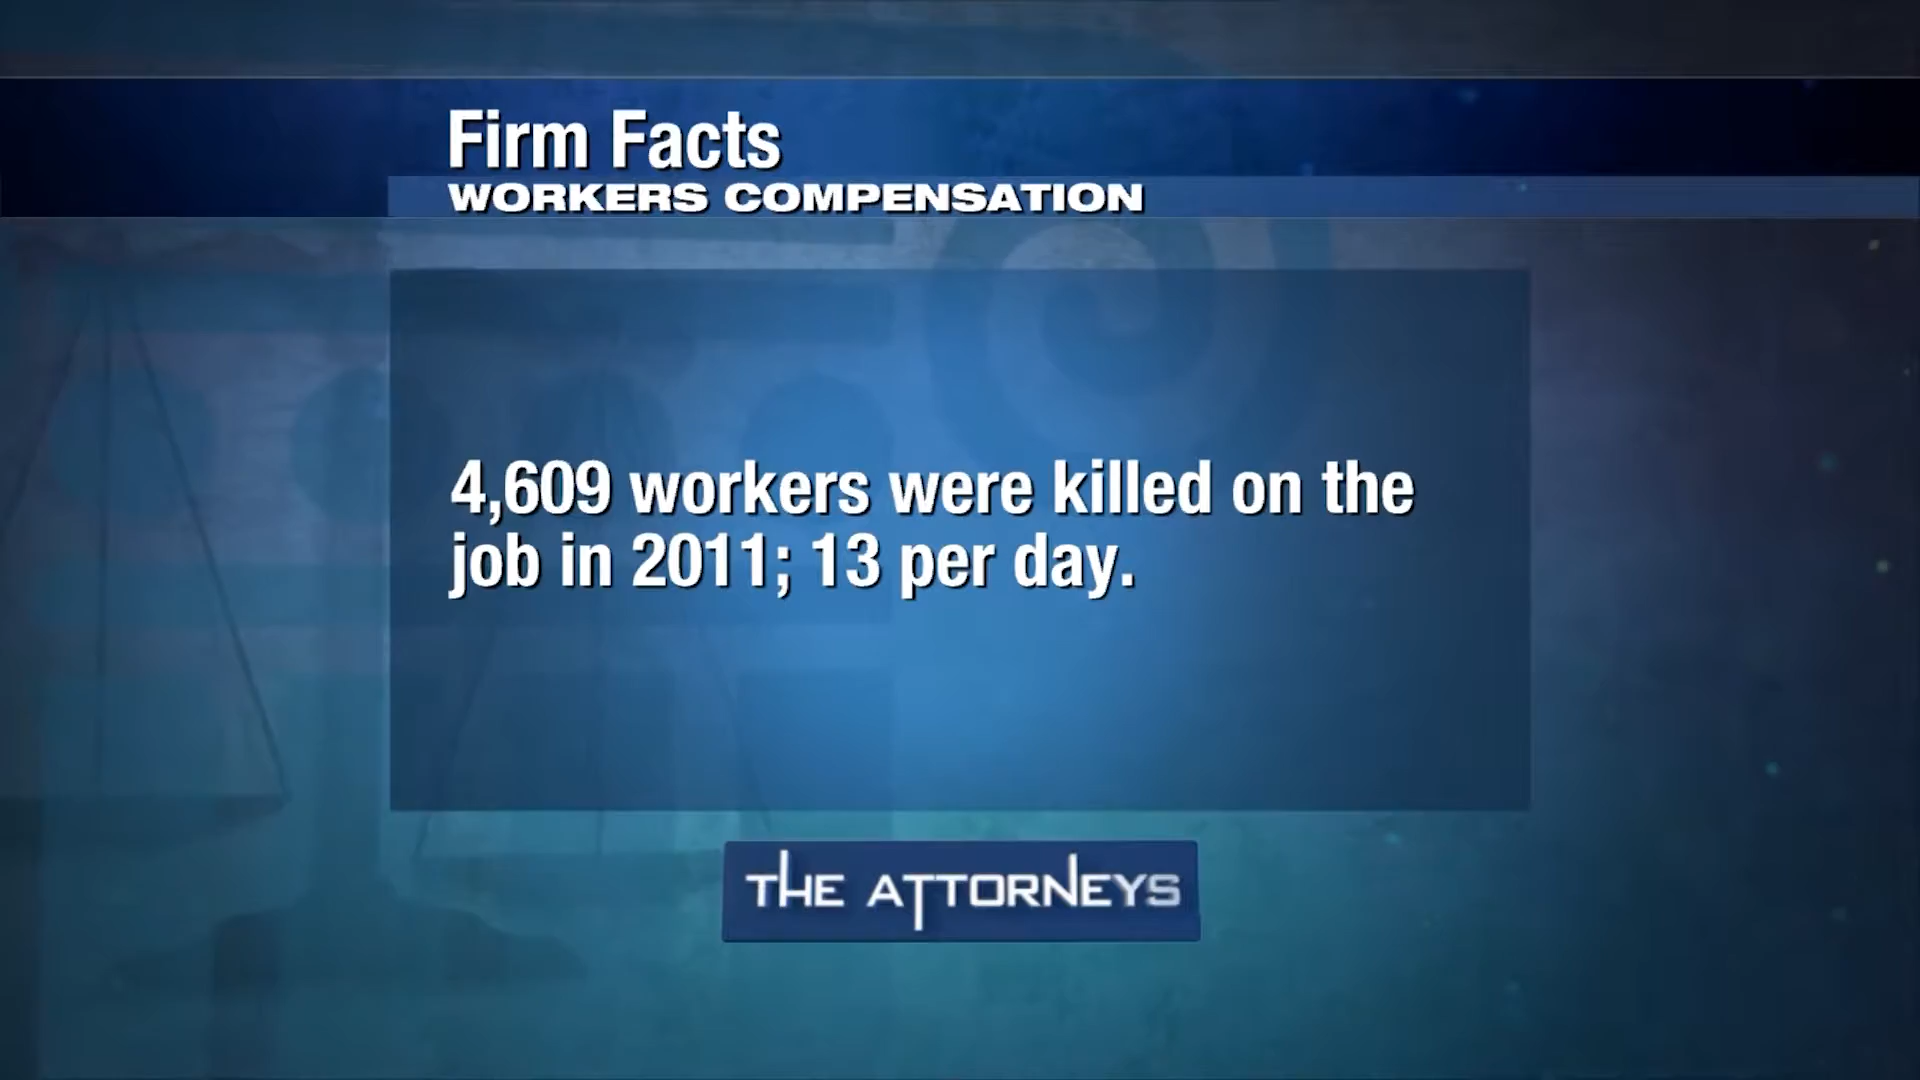 Firm Facts
WORKERS COMPENSATION
4,609 workers were killed on the
job in 2011; 13 per day.
THE ATTORNEYS